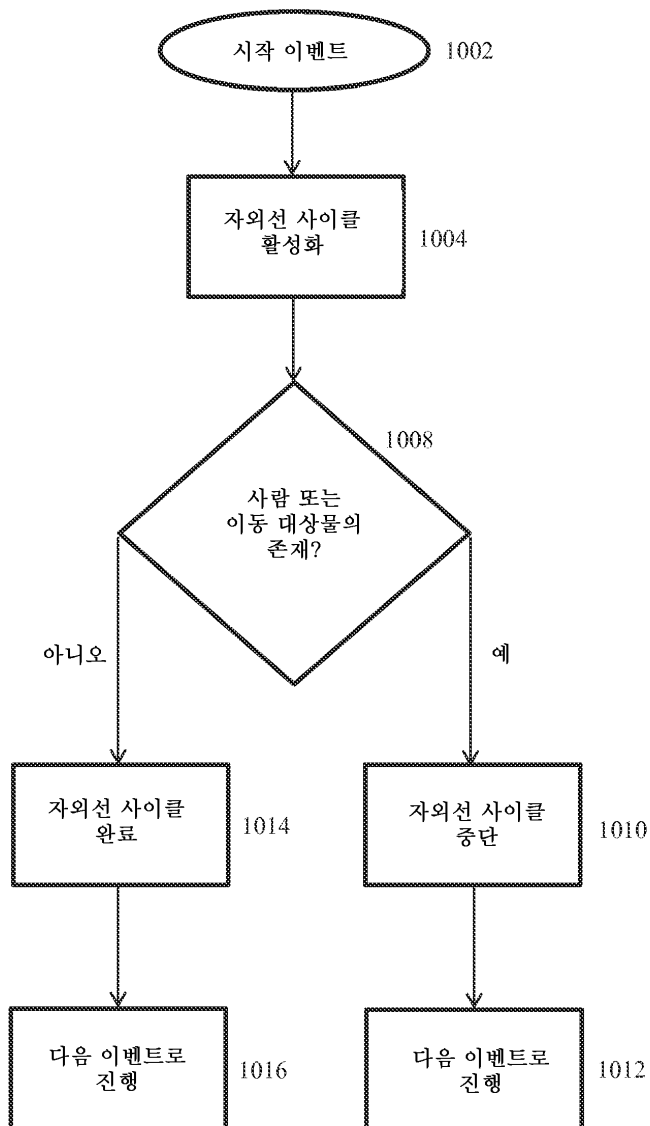 시작 이벤트
1002
자외선 사이클
활성화
1004
1008
사람 또는
이동 대상물의
존재?
아니오
예
자외선 사이클
완료
1014
자외선 사이클
중단
1010
다음 이벤트로
진행
1016
다음 이벤트로
진행
1012